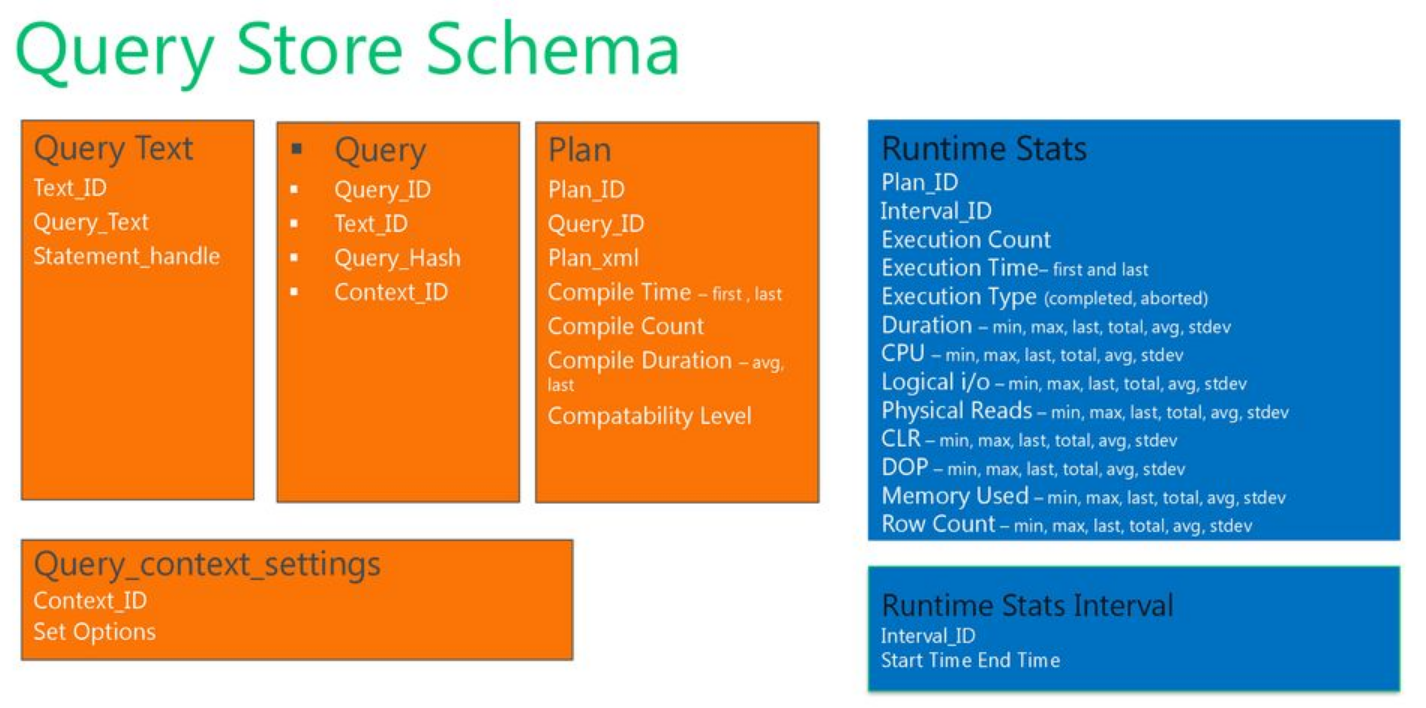 Query Store Schema
Query Text
Text_ID
Query_Text
Statement_handle
▪ Query
▪ Query_ID
▪ Text_ID
▪ Query_Hash
▪ Context_ID
Plan
Plan_ID
Query_ID
Plan_xml
Compile Time – first , last
Compile Count
Compile Duration – avg,
last
Compatability Level
Runtime Stats
Plan_ID
Interval_ID
Execution Count
Execution Time– first and last
Execution Type (completed, aborted)
Duration – min, max, last, total, avg, stdev
CPU – min, max, last, total, avg, stdev
Logical i/o – min, max, last, total, avg, stdev
Physical Reads – min, max, last, total, avg, stdev
CLR – min, max, last, total, avg, stdev
DOP – min, max, last, total, avg, stdev
Memory Used – min, max, last, total, avg, stdev
Row Count – min, max, last, total, avg, stdev
Query_context_settings
Context_ID
Set Options
Runtime Stats Interval
Interval_ID
Start Time End Time